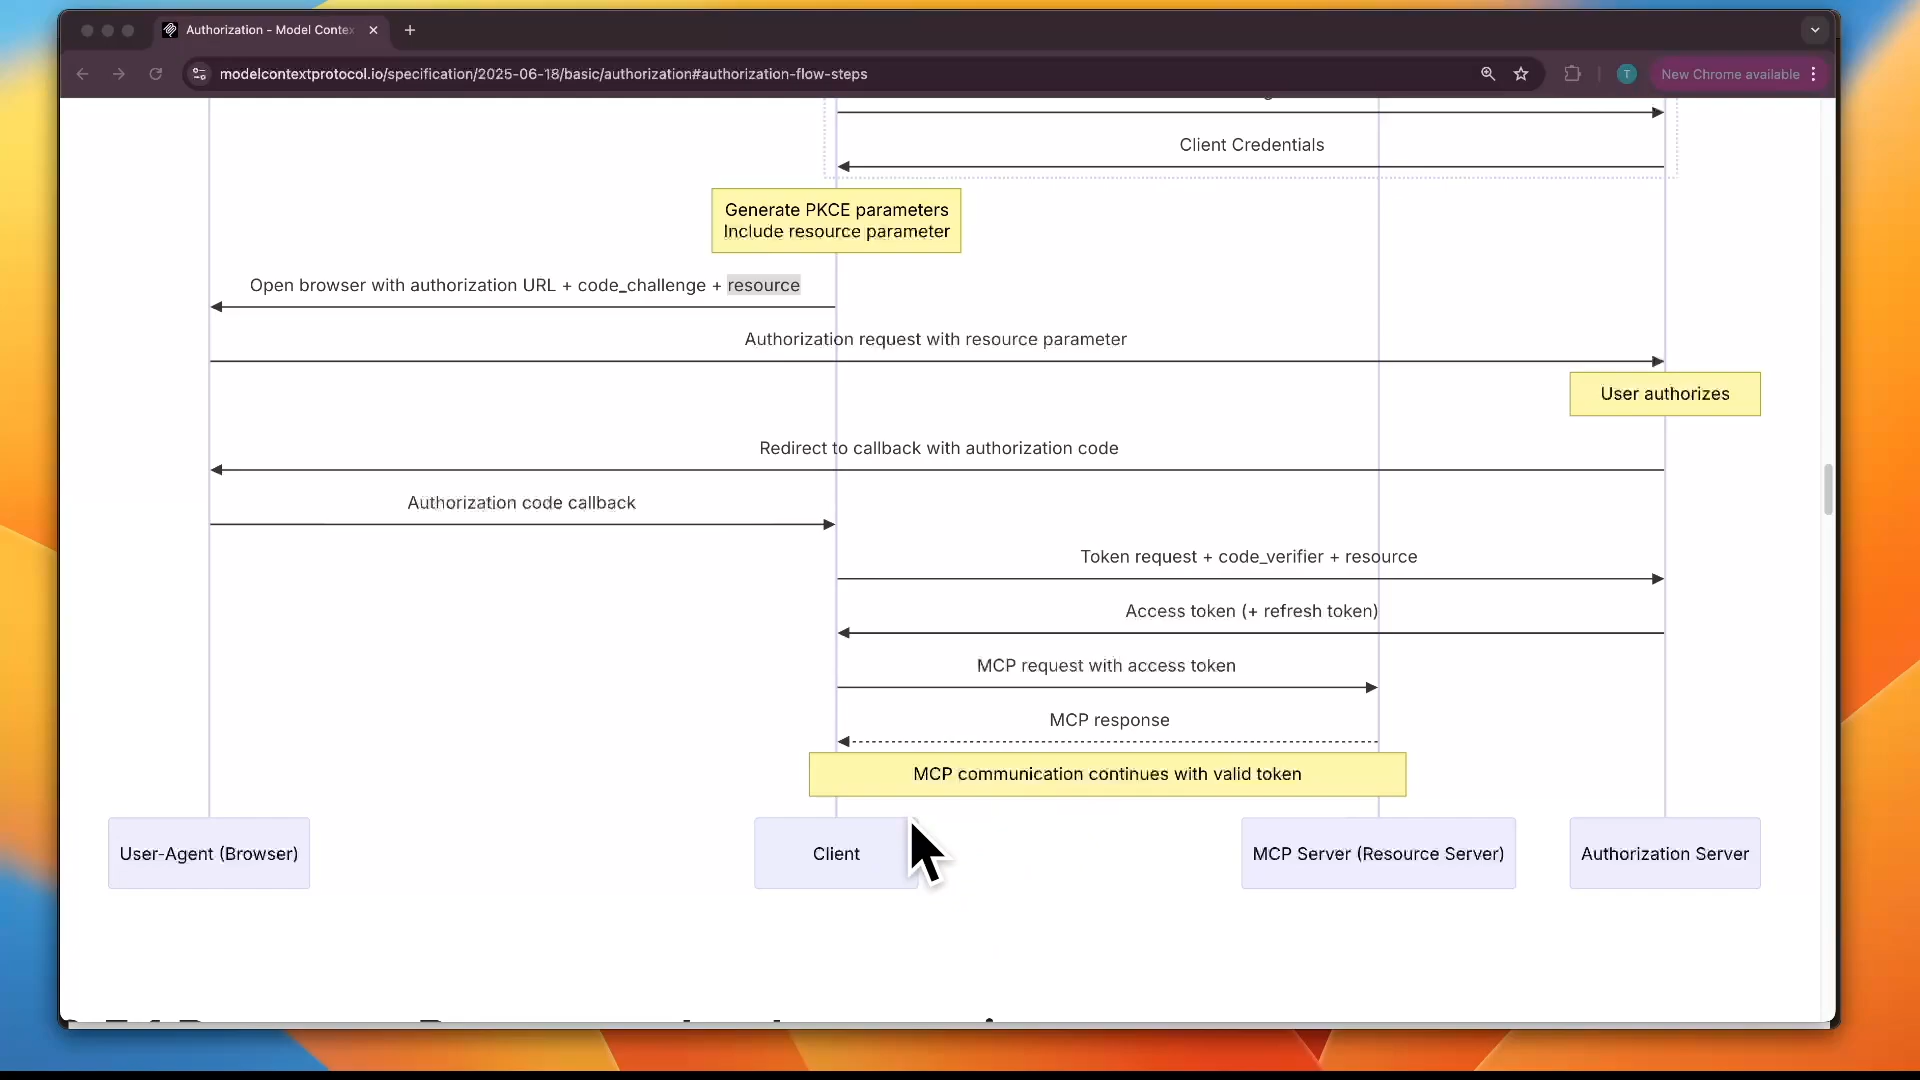 Authorization - Model Contex
modelcontextprotocol.io/specification/2025-06-18/basic/authorization#authorization-flow-steps
T
New Chrome available
Client Credentials
Generate PKCE parameters
Include resource parameter
Open browser with authorization URL + code_challenge + resource
Authorization request with resource parameter
User authorizes
Redirect to callback with authorization code
Authorization code callback
Token request + code_verifier + resource
Access token (+ refresh token)
MCP request with access token
MCP response
MCP communication continues with valid token
User-Agent (Browser)
Client
MCP Server (Resource Server)
Authorization Server